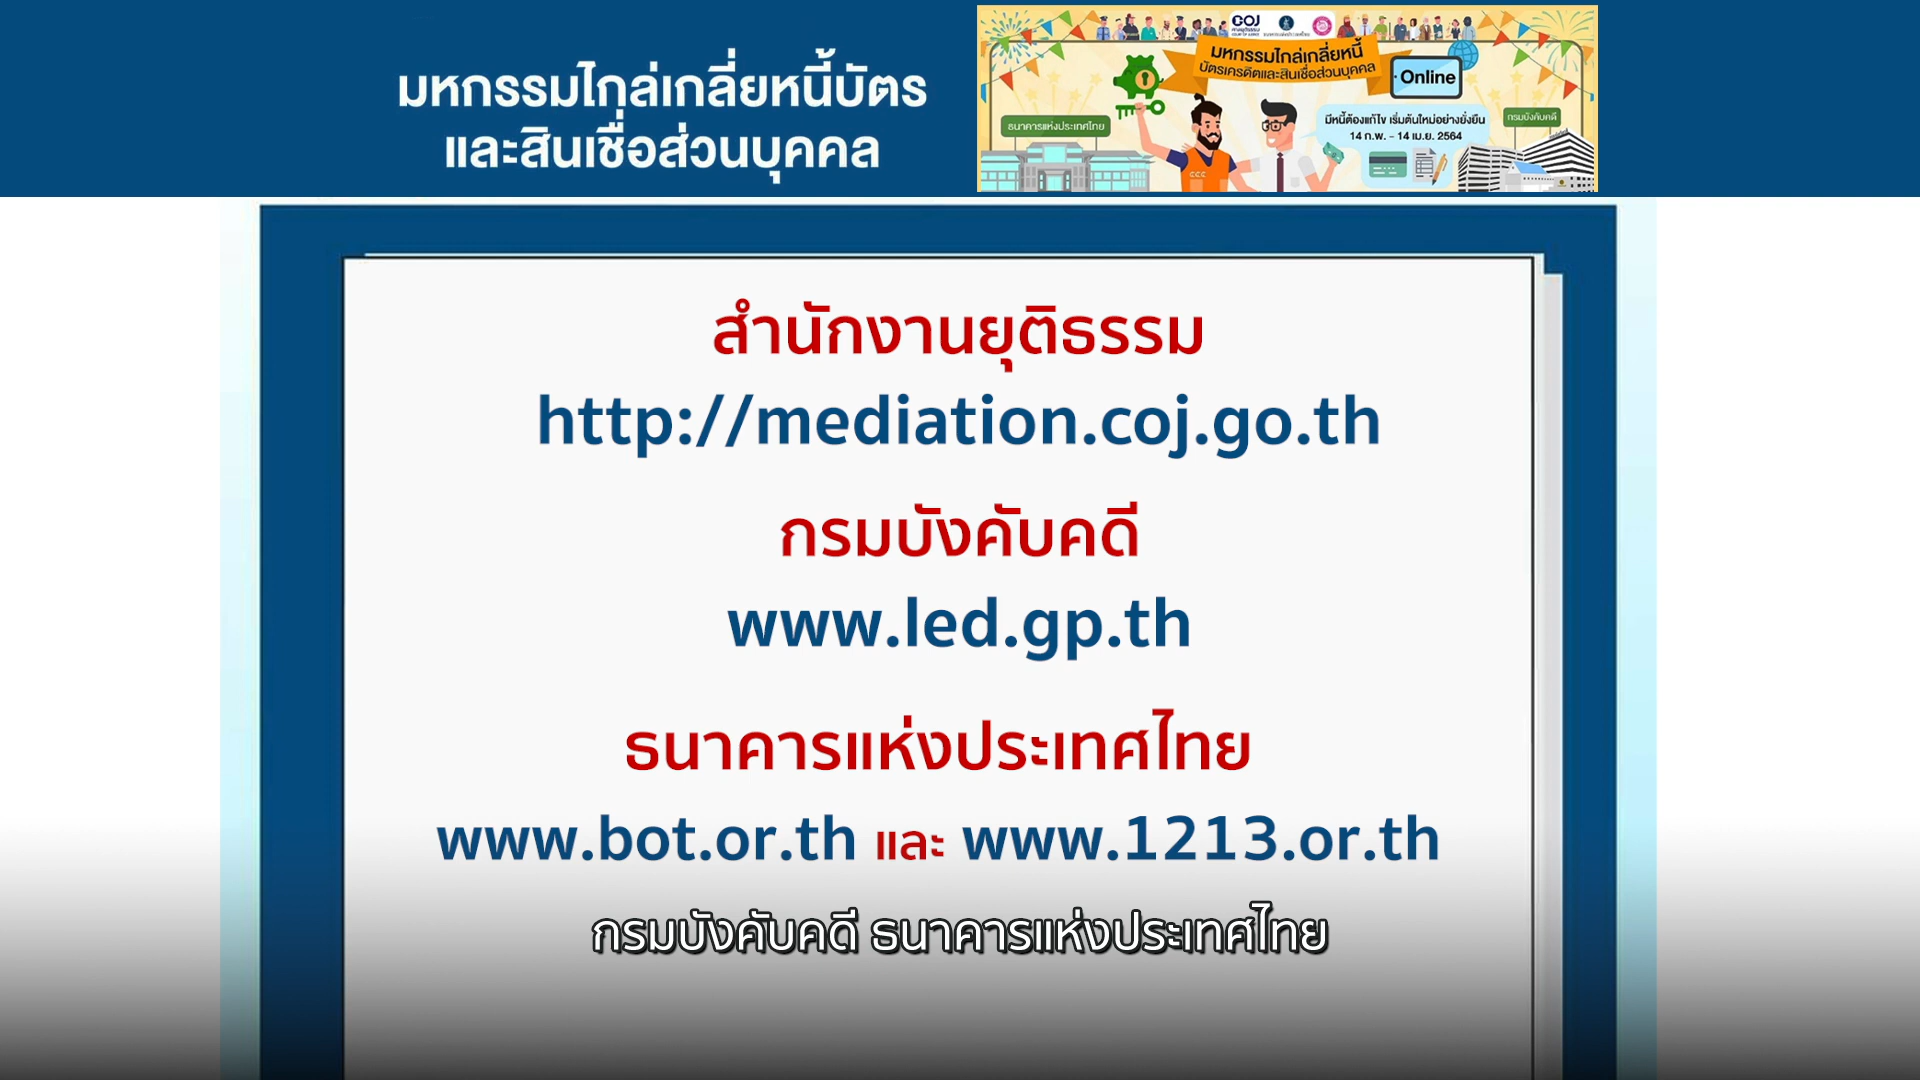 มหกรรมไกล่เกลี่ยหนี้บัตร
และสินเชื่อส่วนบุคคล
COJ
ศาลยุติธรรม
มหกรรมไกล่เกลี่ยหนี้
บัตรเครดิตและสินเชื่อส่วนบุคคล
Online
ธนาคารแห่งประเทศไทย
มีหนี้ต้องแก้ไข เริ่มต้นใหม่อย่างยั่งยืน
14 ก.พ. - 14 เม.ย. 2564
กรมบังคับคดี
สำนักงานยุติธรรม
http://mediation.coj.go.th
กรมบังคับคดี
www.led.gp.th
ธนาคารแห่งประเทศไทย
www.bot.or.th และ www.1213.or.th
กรมบังคับคดี ธนาคารแห่งประเทศไทย